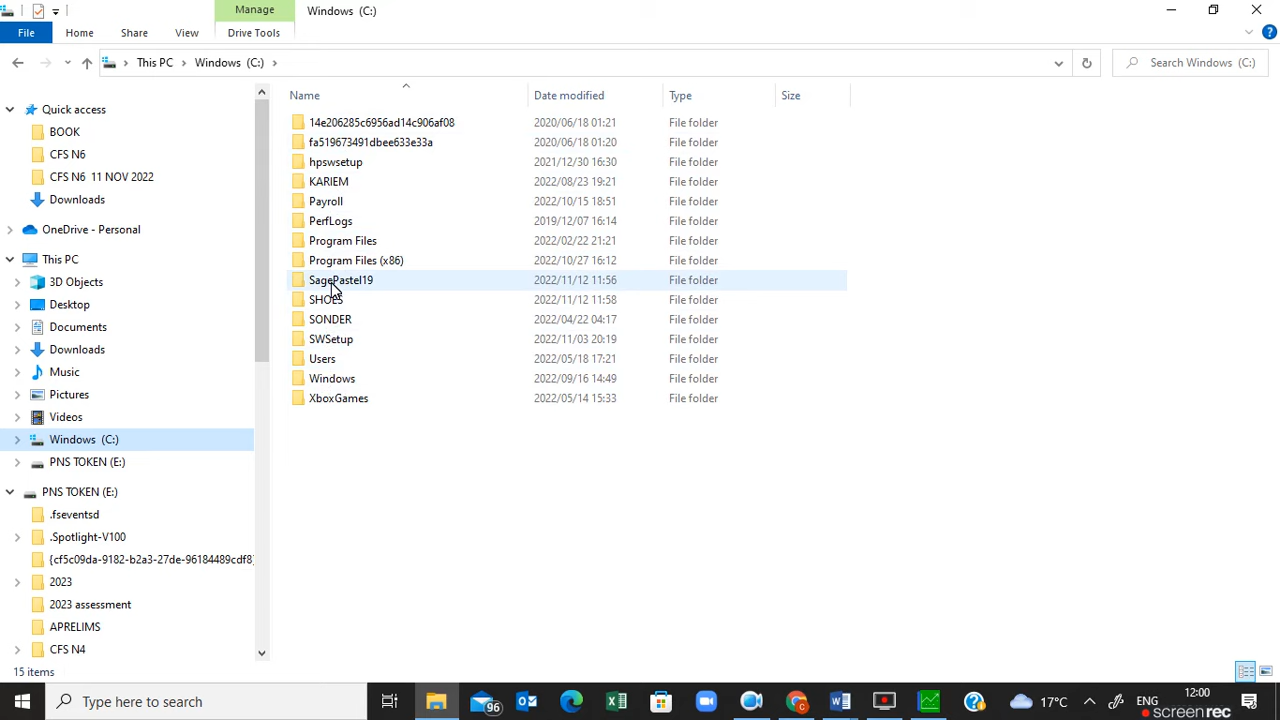 Manage
Windows (C:)
File Home Share View Drive Tools
This PC Windows (C:) Search Windows (C:)
Quick access
BOOK
CFS N6
CFS N6 11 NOV 2022
Downloads
OneDrive - Personal
This PC
3D Objects
Desktop
Documents
Downloads
Music
Pictures
Videos
Windows (C:)
PNS TOKEN (E:)
PNS TOKEN (E:)
.fseventsd
.Spotlight-V100
{cf5c09da-9182-b2a3-27de-96184489cdf8}
2023
2023 assessment
APRELIMS
CFS N4
Name Date modified Type Size
14e206285c6956ad14c906af08 2020/06/18 01:21 File folder
fa519673491dbee633e33a 2020/06/18 01:20 File folder
hpswsetup 2021/12/30 16:30 File folder
KARIEM 2022/08/23 19:21 File folder
Payroll 2022/10/15 18:51 File folder
PerfLogs 2019/12/07 16:14 File folder
Program Files 2022/02/22 21:21 File folder
Program Files (x86) 2022/10/27 16:12 File folder
SagePastel19 2022/11/12 11:56 File folder
SHOES 2022/11/12 11:58 File folder
SONDER 2022/04/22 04:17 File folder
SWSetup 2022/11/03 20:19 File folder
Users 2022/05/18 17:21 File folder
Windows 2022/09/16 14:49 File folder
XboxGames 2022/05/14 15:33 File folder
15 items
Type here to search 96 17°C ENG 12:00
screenrec